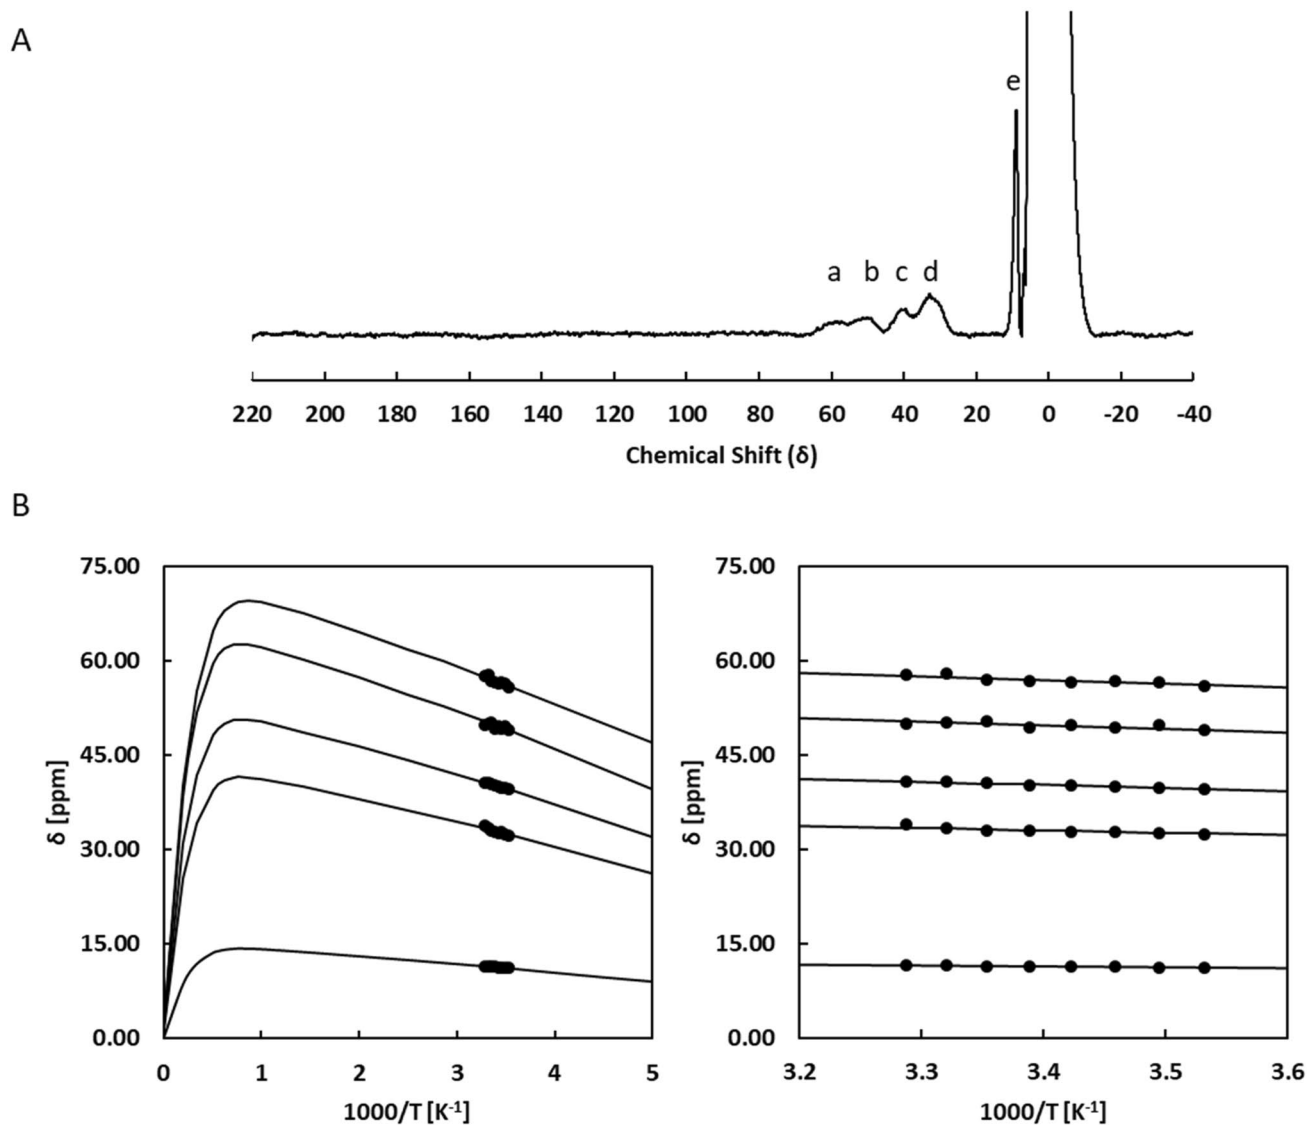 A
e
a b c d
220 200 180 160 140 120 100 80 60 40 20 0 -20 -40
Chemical Shift (δ)
B
75.00
60.00
45.00
30.00
15.00
0.00
δ [ppm]
0 1 2 3 4 5
1000/T [K⁻¹]
75.00
60.00
45.00
30.00
15.00
0.00
δ [ppm]
3.2 3.3 3.4 3.5 3.6
1000/T [K⁻¹]